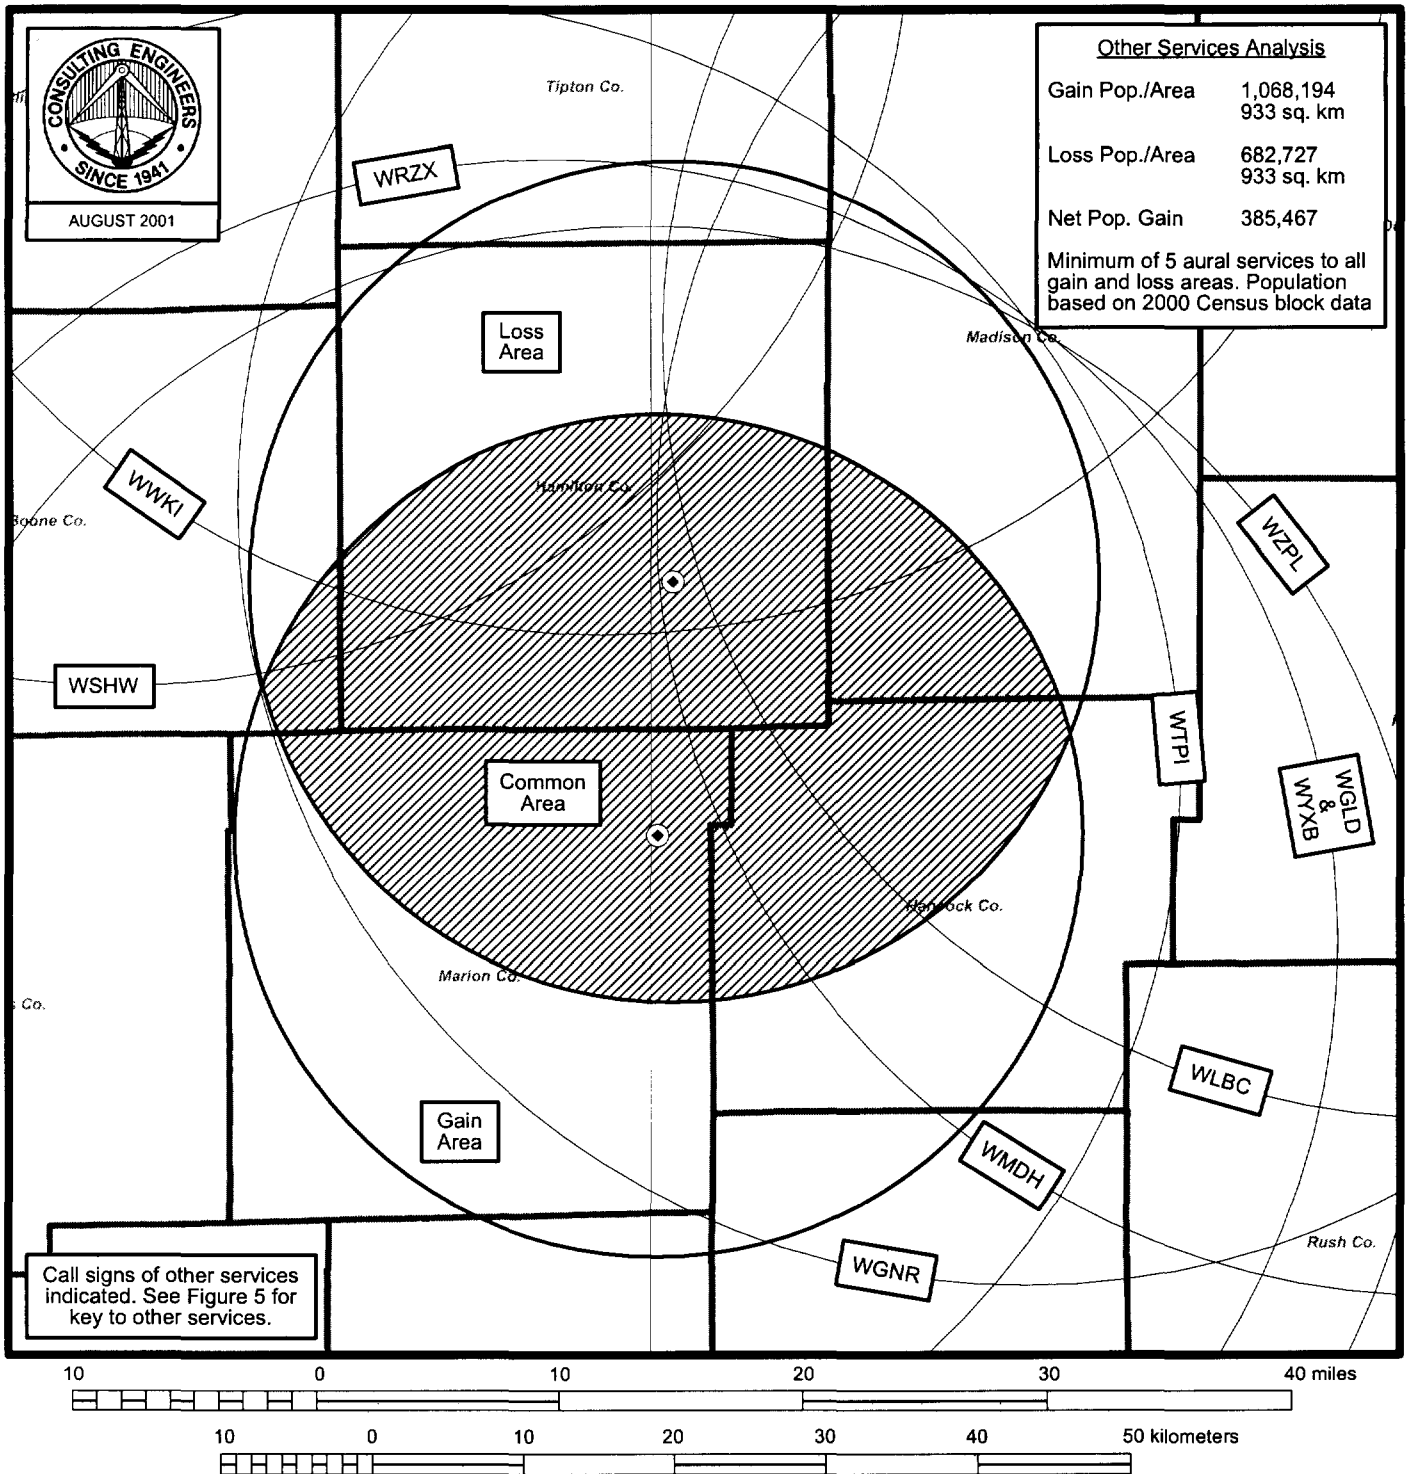 CONSULTING ENGINEERS
SINCE 1941
AUGUST 2001
Tipton Co.
Other Services Analysis
Gain Pop./Area 1,068,194
933 sq. km
Loss Pop./Area 682,727
933 sq. km
Net Pop. Gain 385,467
Minimum of 5 aural services to all
gain and loss areas. Population
based on 2000 Census block data
WRZX
Loss
Area
Madison Co.
WWKI
Hamilton Co.
Boone Co.
WZPL
WSHW
WTPI
Common
Area
WGLD
&
WYXB
Hancock Co.
Marion Co.
Co.
WLBC
Gain
Area
WMDH
WGNR
Rush Co.
Call signs of other services
indicated. See Figure 5 for
key to other services.
10 0 10 20 30 40 miles
10 0 10 20 30 40 50 kilometers